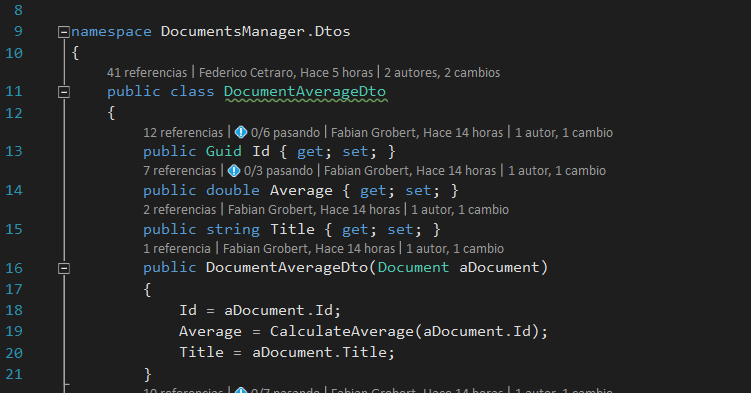 8
9 namespace DocumentsManager.Dtos
10 {
41 referencias | Federico Cetraro, Hace 5 horas | 2 autores, 2 cambios
11 public class DocumentAverageDto
12 {
12 referencias | 0/6 pasando | Fabian Grobert, Hace 14 horas | 1 autor, 1 cambio
13 public Guid Id { get; set; }
7 referencias | 0/3 pasando | Fabian Grobert, Hace 14 horas | 1 autor, 1 cambio
14 public double Average { get; set; }
2 referencias | Fabian Grobert, Hace 14 horas | 1 autor, 1 cambio
15 public string Title { get; set; }
1 referencia | Fabian Grobert, Hace 14 horas | 1 autor, 1 cambio
16 public DocumentAverageDto(Document aDocument)
17 {
18 Id = aDocument.Id;
19 Average = CalculateAverage(aDocument.Id);
20 Title = aDocument.Title;
21 }
10 referencias | 0/7 pasando | Fabian Grobert, Hace 14 horas | 1 autor, 1 cambio